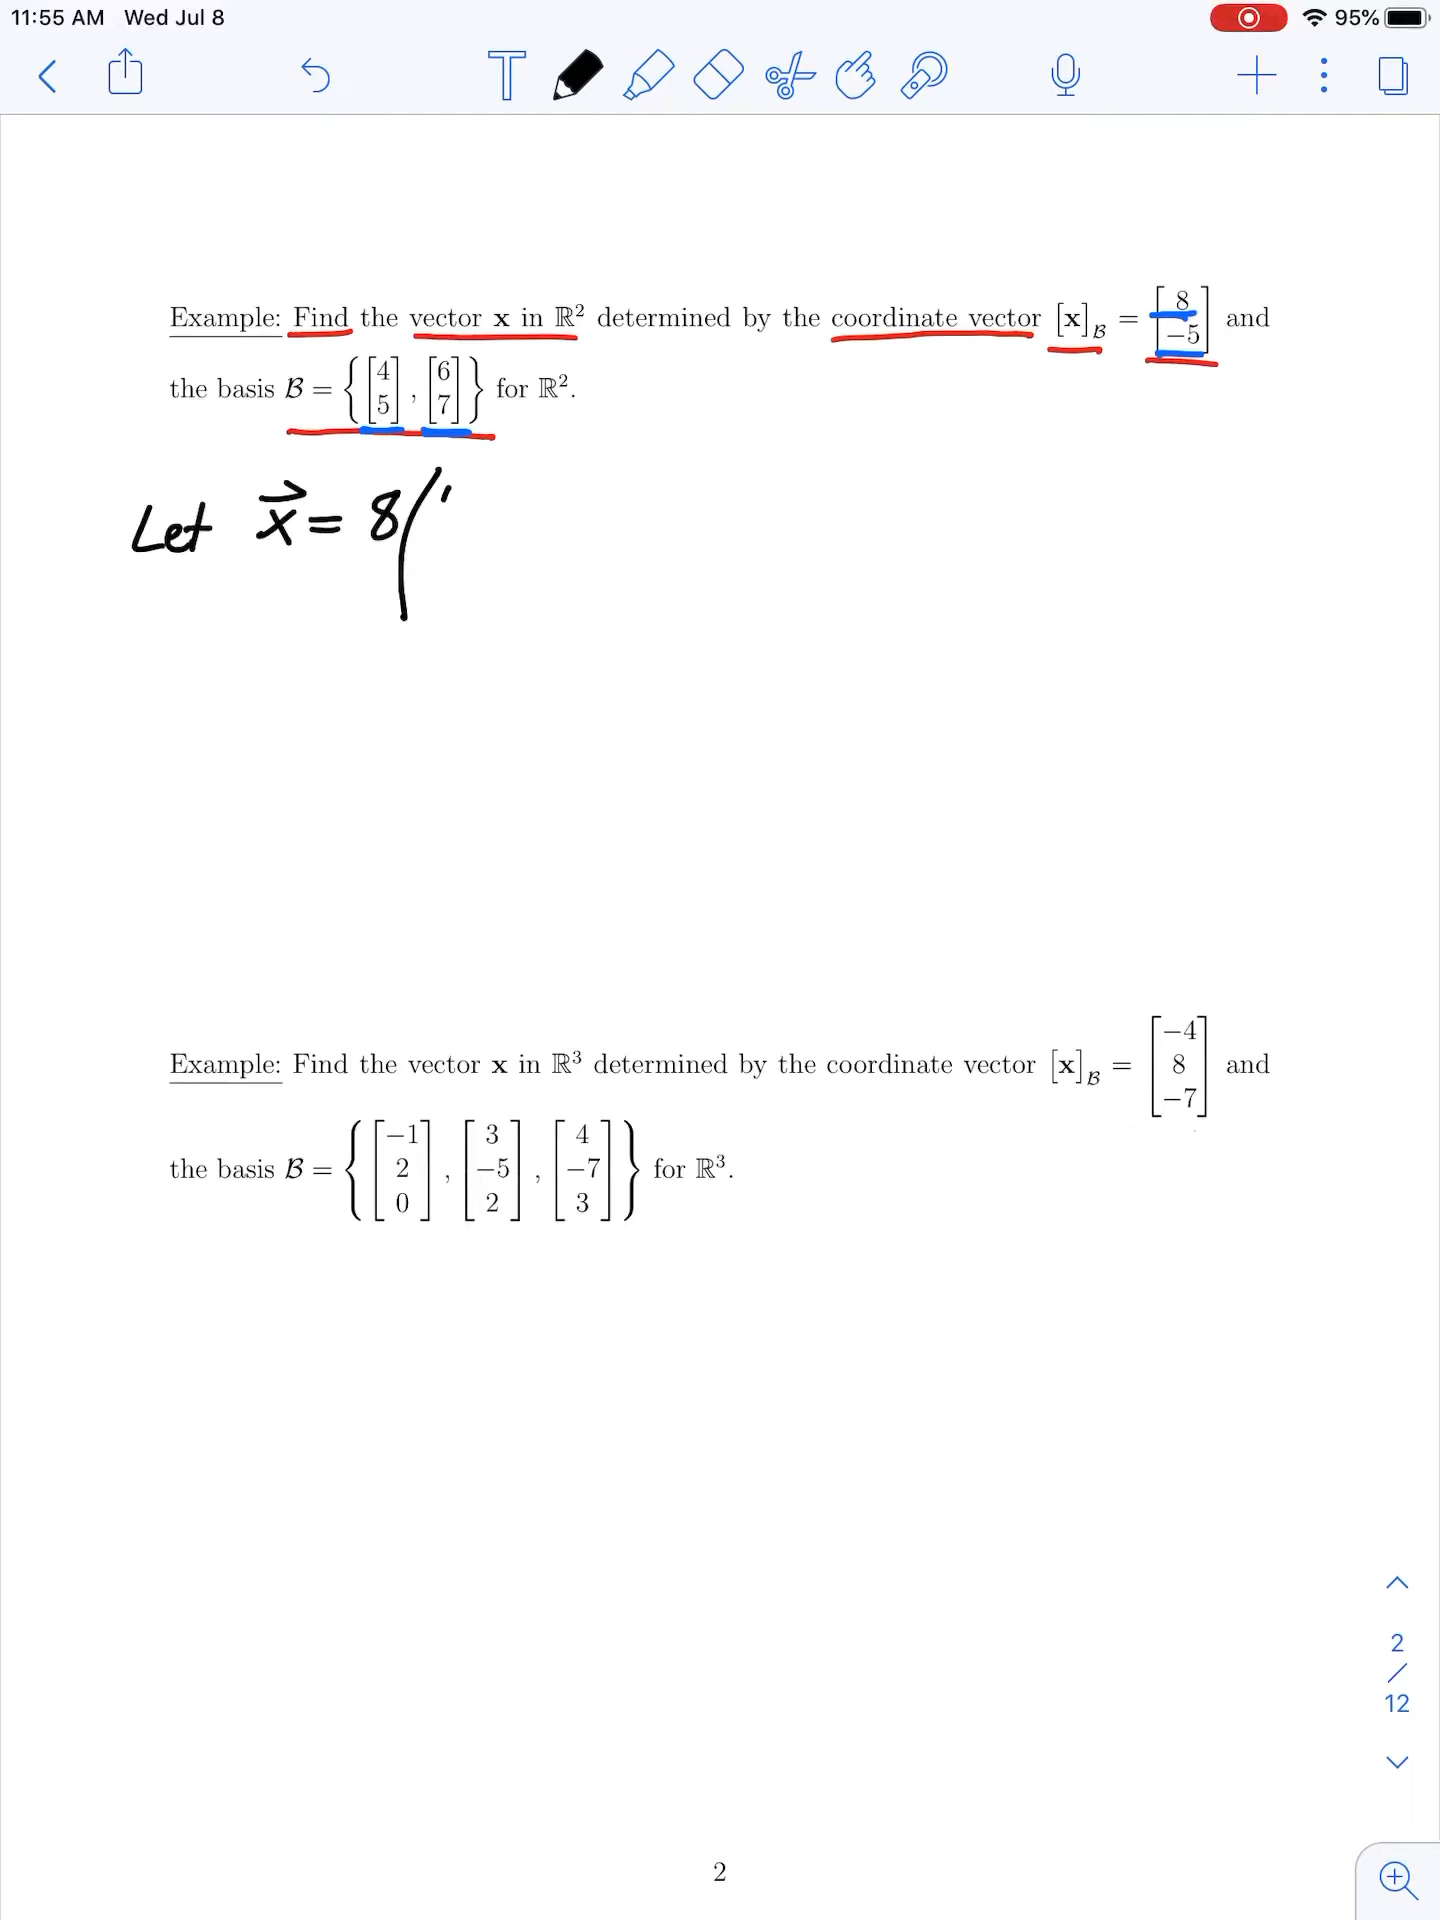 11:55 AM Wed Jul 8 95%
T
Example: Find the vector x in ℝ² determined by the coordinate vector [x]_ℬ = [8 −5] and
the basis ℬ = { [4 5], [6 7] } for ℝ².
Let x⃗ = 8(
Example: Find the vector x in ℝ³ determined by the coordinate vector [x]_ℬ = [−4 8 −7] and
the basis ℬ = { [−1 2 0], [3 −5 2], [4 −7 3] } for ℝ³.
2
/
12
2